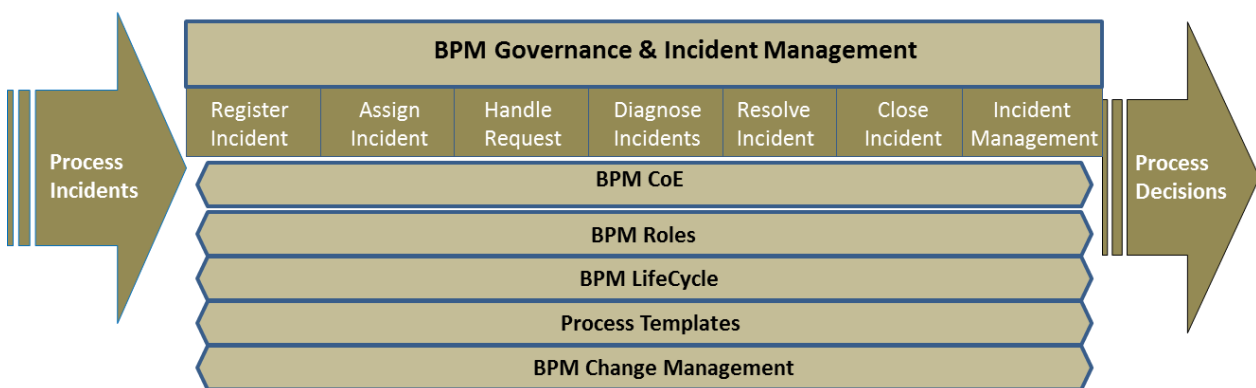 BPM Governance & Incident Management
Register
Incident
Assign
Incident
Handle
Request
Diagnose
Incidents
Resolve
Incident
Close
Incident
Incident
Management
Process
Incidents
Process
Decisions
BPM CoE
BPM Roles
BPM LifeCycle
Process Templates
BPM Change Management